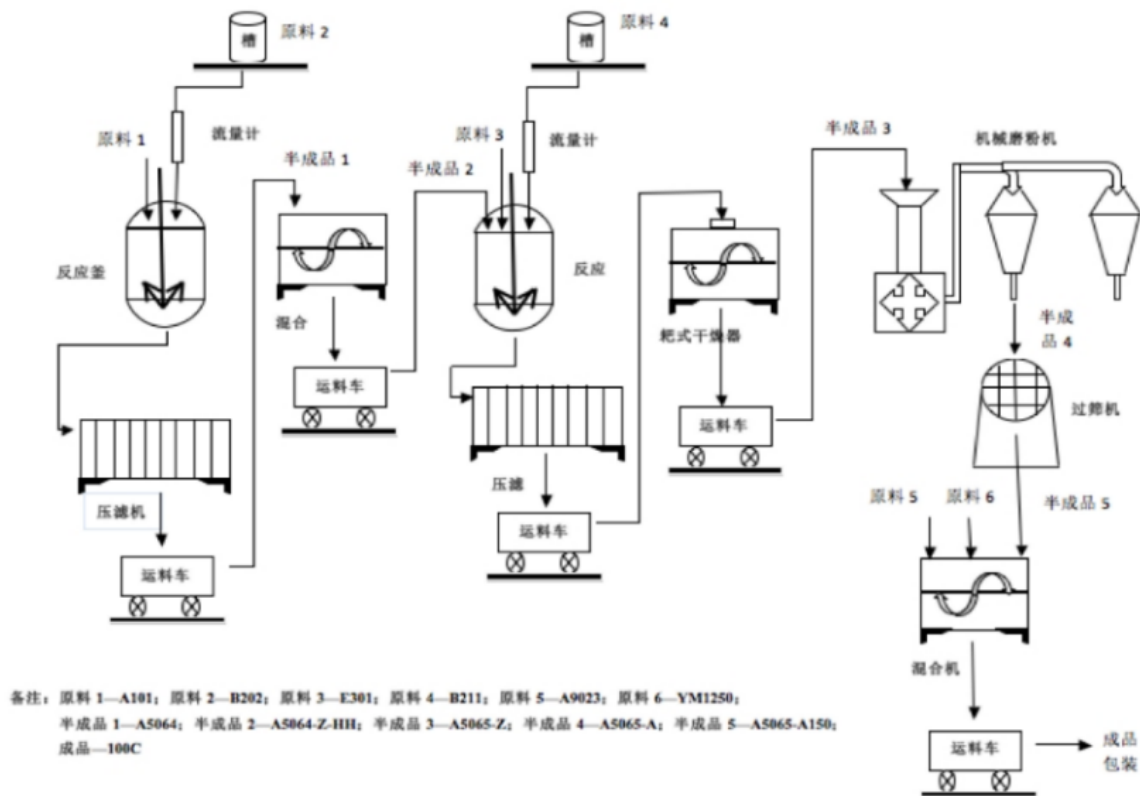 槽
原料 2
槽
原料 4
原料 1
流量计
原料 3
流量计
半成品 3
机械磨粉机
半成品 1
半成品 2
反应釜
混合
反应
耙式干燥器
半成
品 4
运料车
运料车
过筛机
压滤机
压滤
原料 5
原料 6
半成品 5
运料车
运料车
混合机
备注：原料 1—A101；原料 2—B202；原料 3—E301；原料 4—B211；原料 5—A9023；原料 6—YM1250；
半成品 1—A5064；半成品 2—A5064-Z-HH；半成品 3—A5065-Z；半成品 4—A5065-A；半成品 5—A5065-A150；
成品—100C
运料车
成品
包装